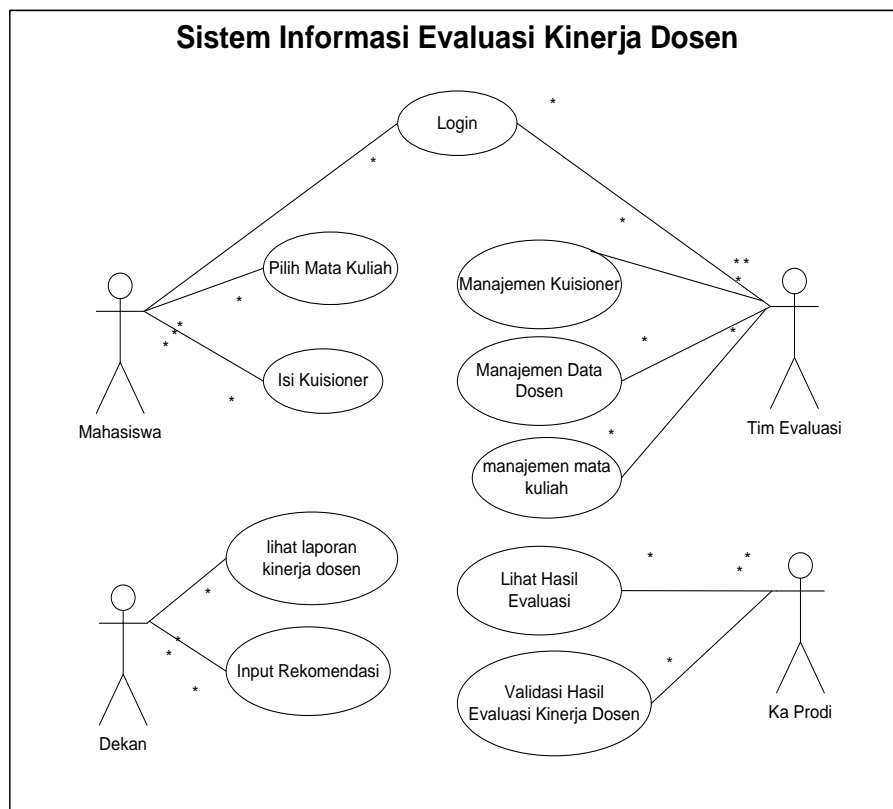 Sistem Informasi Evaluasi Kinerja Dosen
*
Login
*
*
Pilih Mata Kuliah
*
* *
*
Manajemen Kuisioner
*
*
*
*
*
*
Isi Kuisioner
*
Manajemen Data
Dosen
Mahasiswa
Tim Evaluasi
*
manajemen mata
kuliah
lihat laporan
kinerja dosen
*
*
*
*
Lihat Hasil
Evaluasi
*
*
*
Input Rekomendasi
*
Validasi Hasil
Evaluasi Kinerja Dosen
Dekan
Ka Prodi